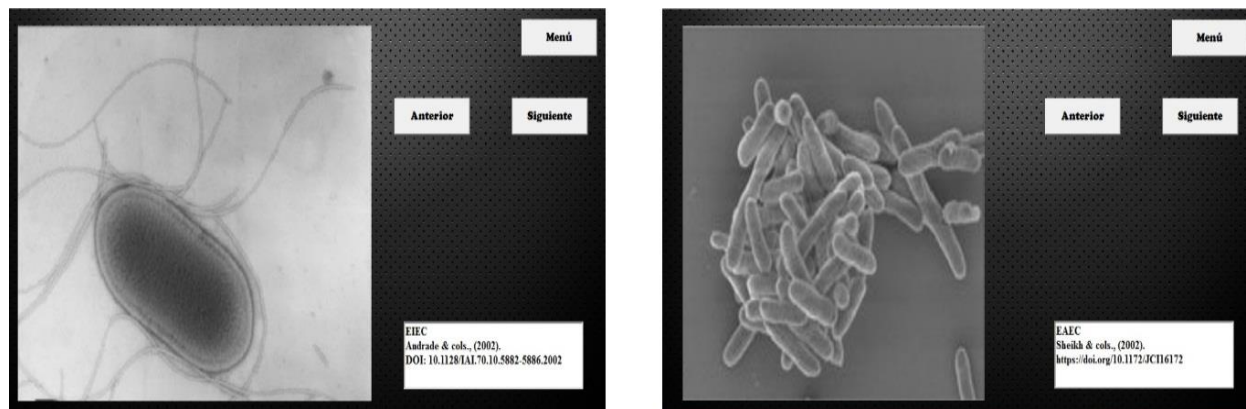 Menú
Anterior
Siguiente
EIEC
Andrade & cols., (2002).
DOI: 10.1128/IAI.70.10.5882-5886.2002
Menú
Anterior
Siguiente
EAEC
Sheikh & cols., (2002).
https://doi.org/10.1172/JCI16172